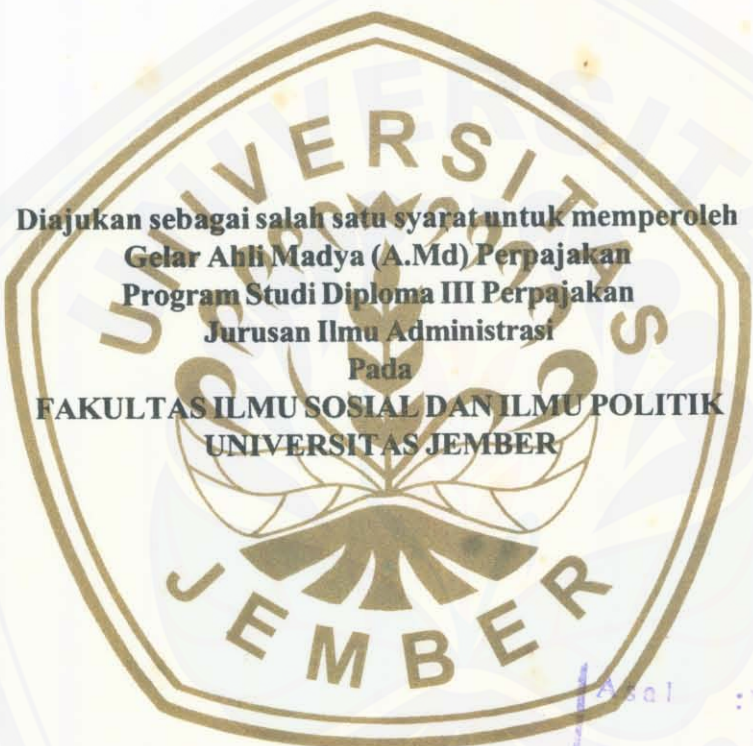 UNIVERSITAS
Diajukan sebagai salah satu syarat untuk memperoleh
Gelar Ahli Madya (A.Md) Perpajakan
Program Studi Diploma III Perpajakan
Jurusan Ilmu Administrasi
Pada
FAKULTAS ILMU SOSIAL DAN ILMU POLITIK
UNIVERSITAS JEMBER
JEMBER
Asal :